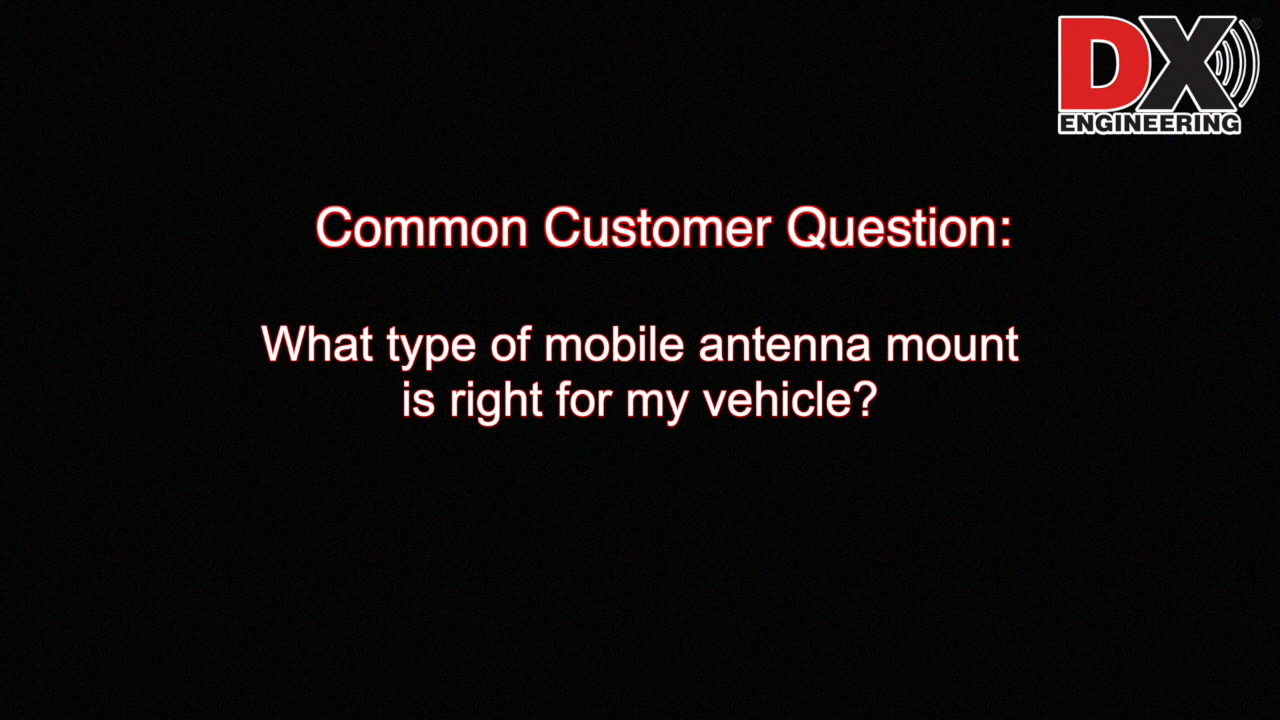 DX
ENGINEERING
Common Customer Question:
What type of mobile antenna mount
is right for my vehicle?